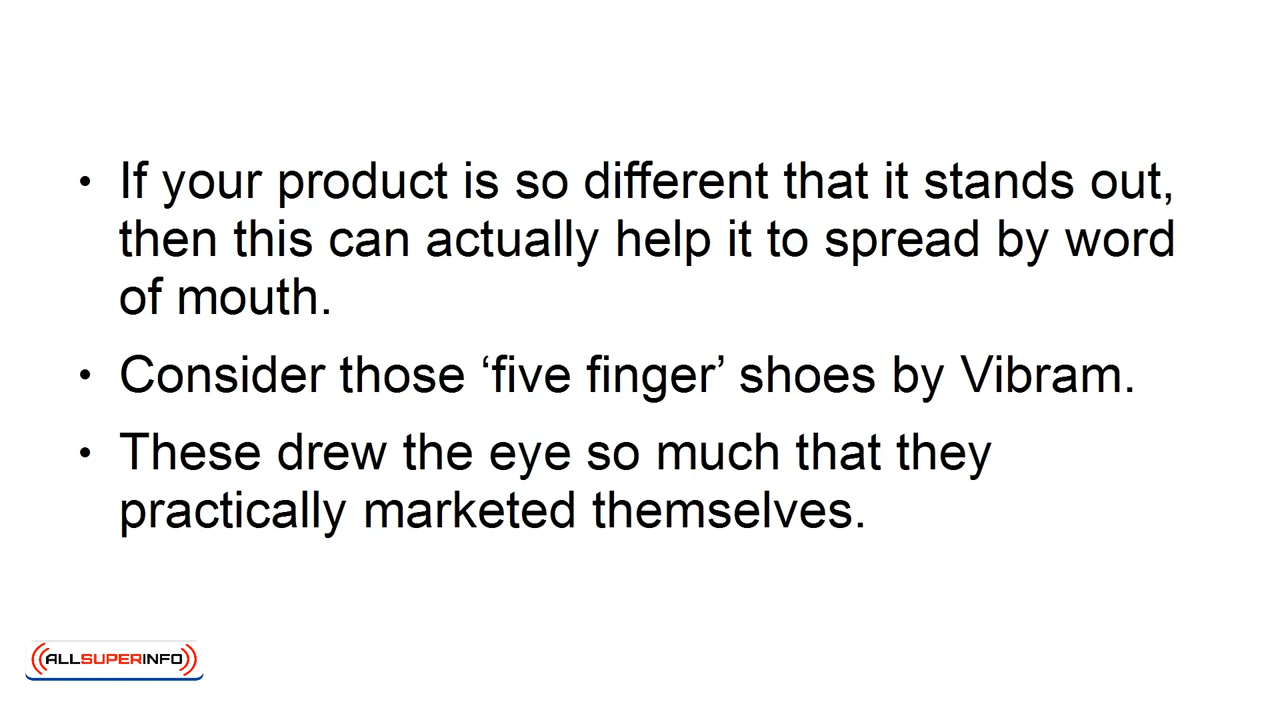 • If your product is so different that it stands out,
then this can actually help it to spread by word
of mouth.
• Consider those ‘five finger’ shoes by Vibram.
• These drew the eye so much that they
practically marketed themselves.
ALLSUPERINFO